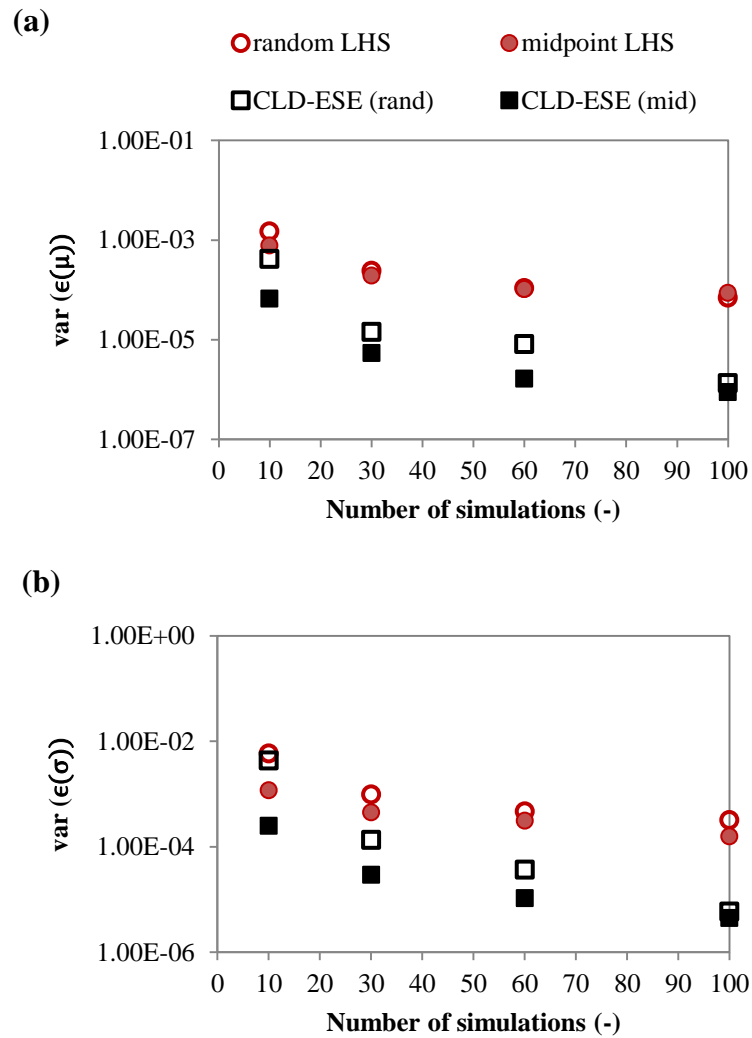 (a)
random LHS
midpoint LHS
CLD-ESE (rand)
CLD-ESE (mid)
1.00E-01
1.00E-03
1.00E-05
1.00E-07
var (ϵ(μ))
0 10 20 30 40 50 60 70 80 90 100
Number of simulations (-)
(b)
1.00E+00
1.00E-02
1.00E-04
1.00E-06
var (ϵ(σ))
0 10 20 30 40 50 60 70 80 90 100
Number of simulations (-)